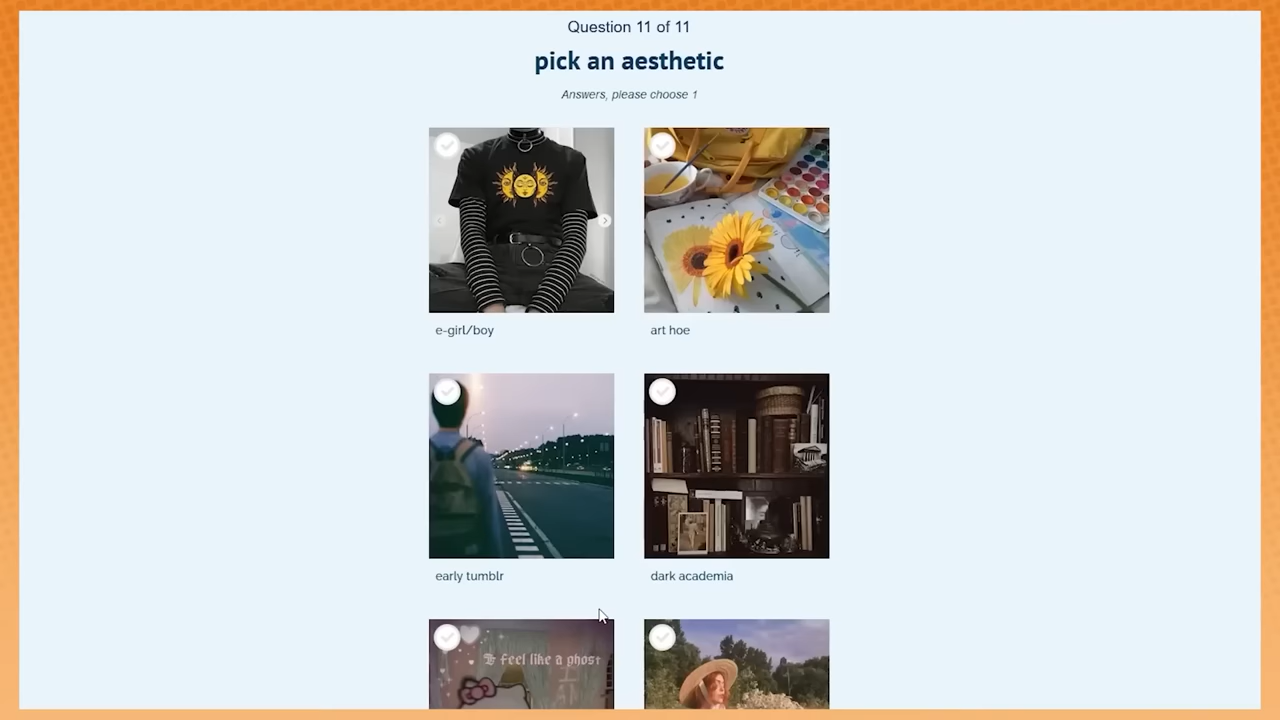 Question 11 of 11
pick an aesthetic
Answers, please choose 1
e-girl/boy
art hoe
early tumblr
dark academia
I feel like a ghost